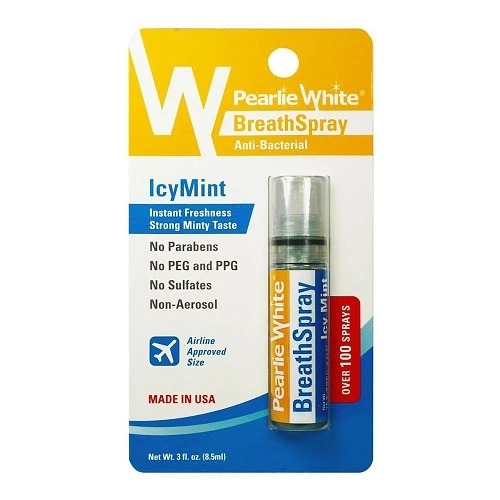 W
Pearlie White®
BreathSpray
Anti-Bacterial
IcyMint
Instant Freshness
Strong Minty Taste
No Parabens
No PEG and PPG
No Sulfates
Non-Aerosol
Airline
Approved
Size
MADE IN USA
Net Wt. 3 fl. oz (8.5ml)
Pearlie White®
BreathSpray
Icy Mint
OVER 100 SPRAYS